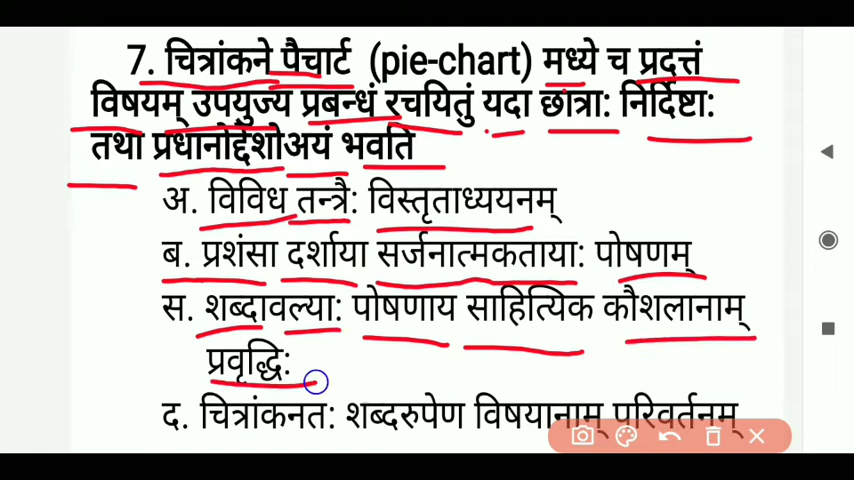 7. चित्रांकने पैचार्ट (pie-chart) मध्ये च प्रदत्तं
विषयम् उपयुज्य प्रबन्धं रचयितुं यदा छात्रा: निर्दिष्टा:
तथा प्रधानोद्देशोअयं भवति
अ. विविध तन्त्रै: विस्तृताध्ययनम्
ब. प्रशंसा दर्शाया सर्जनात्मकताया: पोषणम्
स. शब्दावल्या: पोषणाय साहित्यिक कौशलानाम्
प्रवृद्धि:
द. चित्रांकनत: शब्दरुपेण विषयानाम् परिवर्तनम्